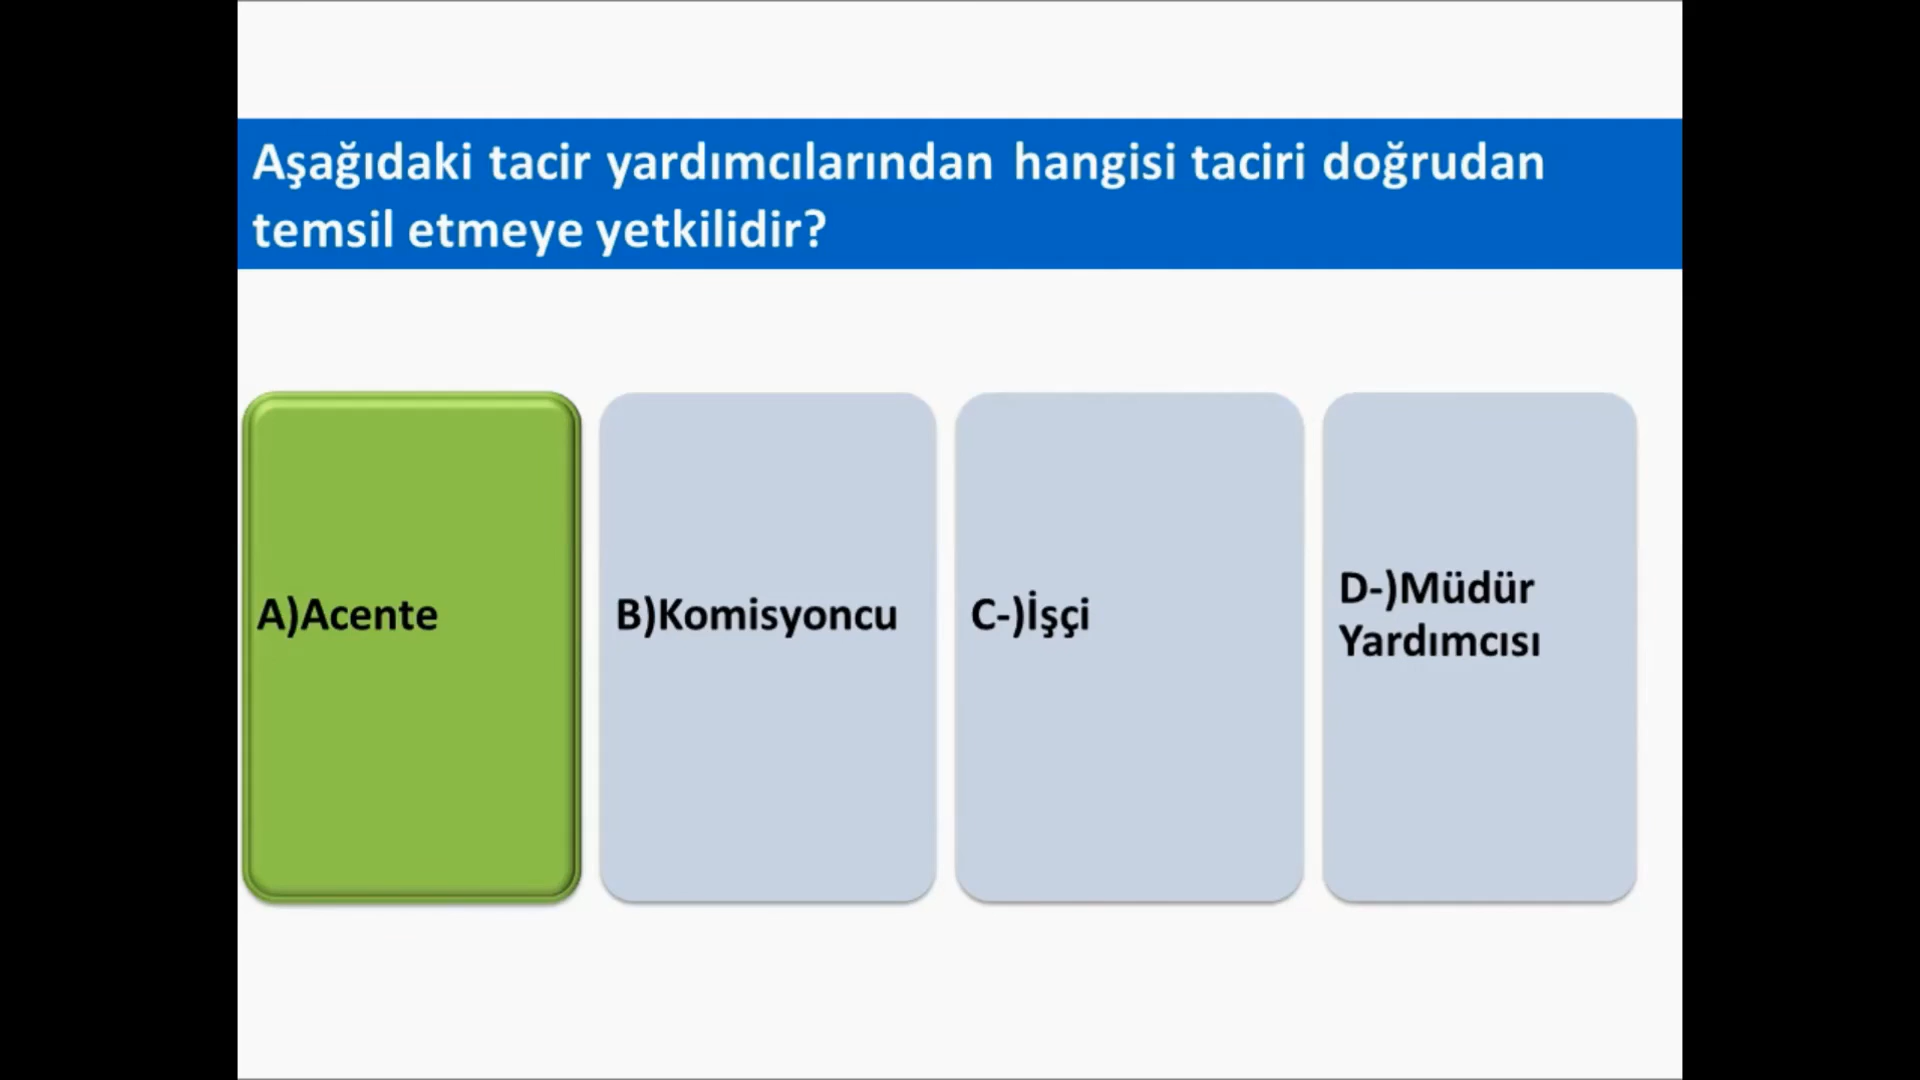 Aşağıdaki tacir yardımcılarından hangisi taciri doğrudan
temsil etmeye yetkilidir?
A)Acente
B)Komisyoncu
C-)İşçi
D-)Müdür
Yardımcısı